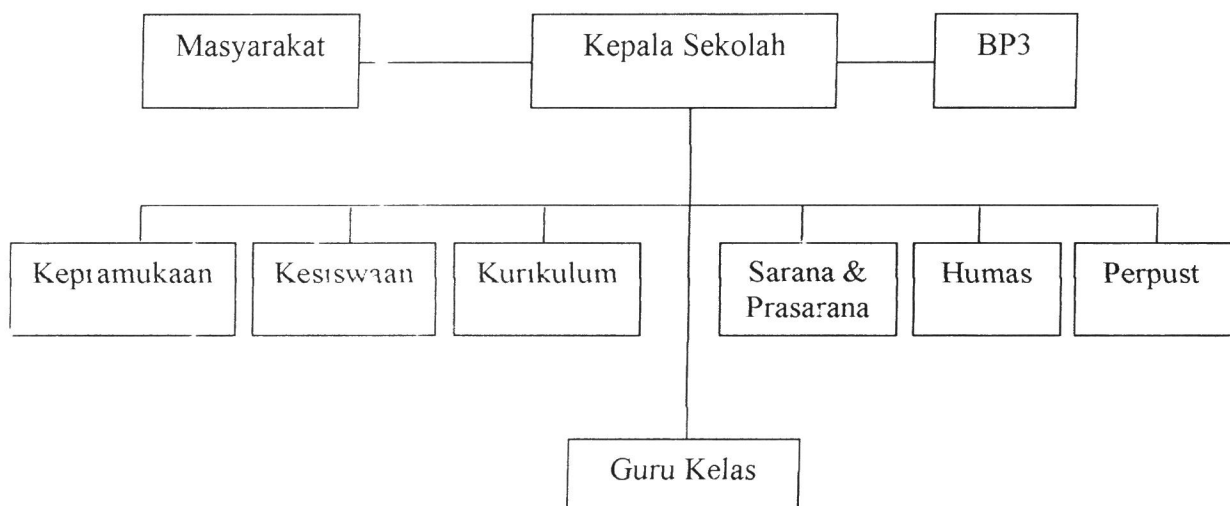 Masyarakat
Kepala Sekolah
BP3
Kepramukaan
Kesiswaan
Kurikulum
Sarana &
Prasarana
Humas
Perpust
Guru Kelas